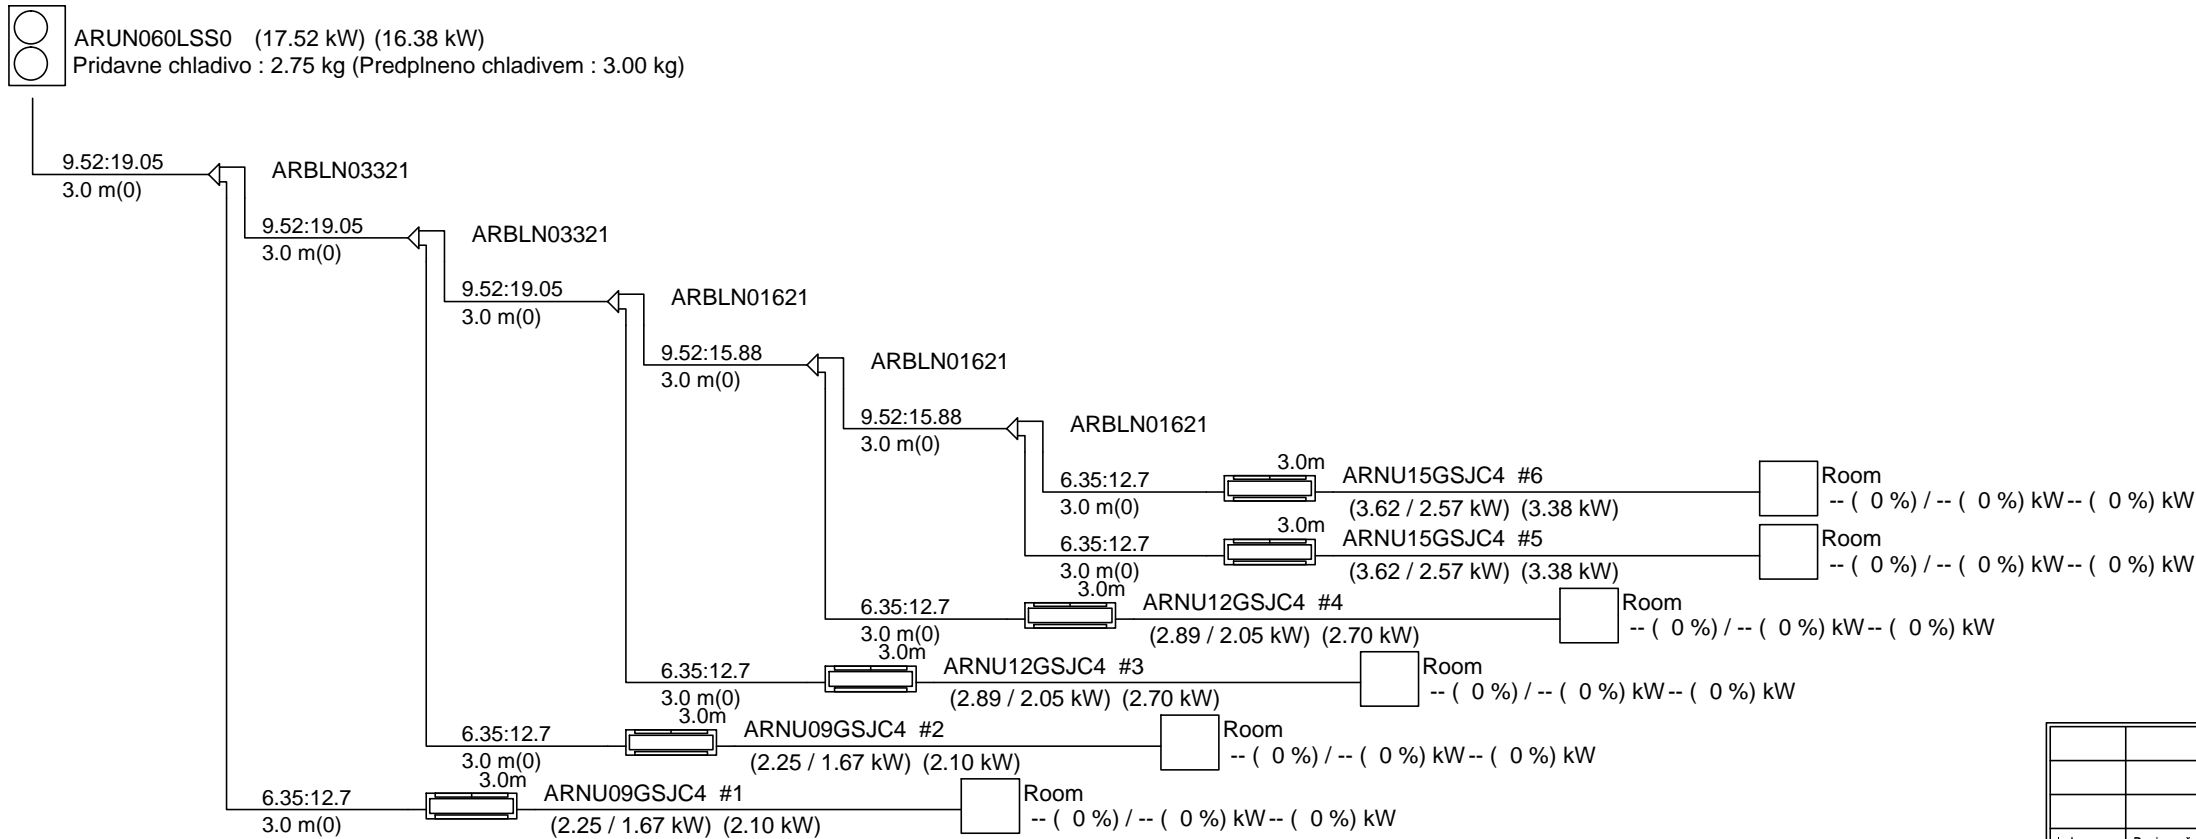 ARUN060LSS0 (17.52 kW) (16.38 kW)
Pridavne chladivo : 2.75 kg (Predplneno chladivem : 3.00 kg)
9.52:19.05
3.0 m(0)
ARBLN03321
9.52:19.05
3.0 m(0)
ARBLN03321
9.52:19.05
3.0 m(0)
ARBLN01621
9.52:15.88
3.0 m(0)
ARBLN01621
9.52:15.88
3.0 m(0)
ARBLN01621
6.35:12.7
3.0 m(0)
3.0m
ARNU15GSJC4 #6
(3.62 / 2.57 kW) (3.38 kW)
Room
-- ( 0 %) / -- ( 0 %) kW -- ( 0 %) kW
6.35:12.7
3.0 m(0)
3.0m
ARNU15GSJC4 #5
(3.62 / 2.57 kW) (3.38 kW)
Room
-- ( 0 %) / -- ( 0 %) kW -- ( 0 %) kW
6.35:12.7
3.0 m(0)
3.0m
ARNU12GSJC4 #4
(2.89 / 2.05 kW) (2.70 kW)
Room
-- ( 0 %) / -- ( 0 %) kW -- ( 0 %) kW
6.35:12.7
3.0 m(0)
3.0m
ARNU12GSJC4 #3
(2.89 / 2.05 kW) (2.70 kW)
Room
-- ( 0 %) / -- ( 0 %) kW -- ( 0 %) kW
6.35:12.7
3.0 m(0)
3.0m
ARNU09GSJC4 #2
(2.25 / 1.67 kW) (2.10 kW)
Room
-- ( 0 %) / -- ( 0 %) kW -- ( 0 %) kW
6.35:12.7
3.0 m(0)
3.0m
ARNU09GSJC4 #1
(2.25 / 1.67 kW) (2.10 kW)
Room
-- ( 0 %) / -- ( 0 %) kW -- ( 0 %) kW